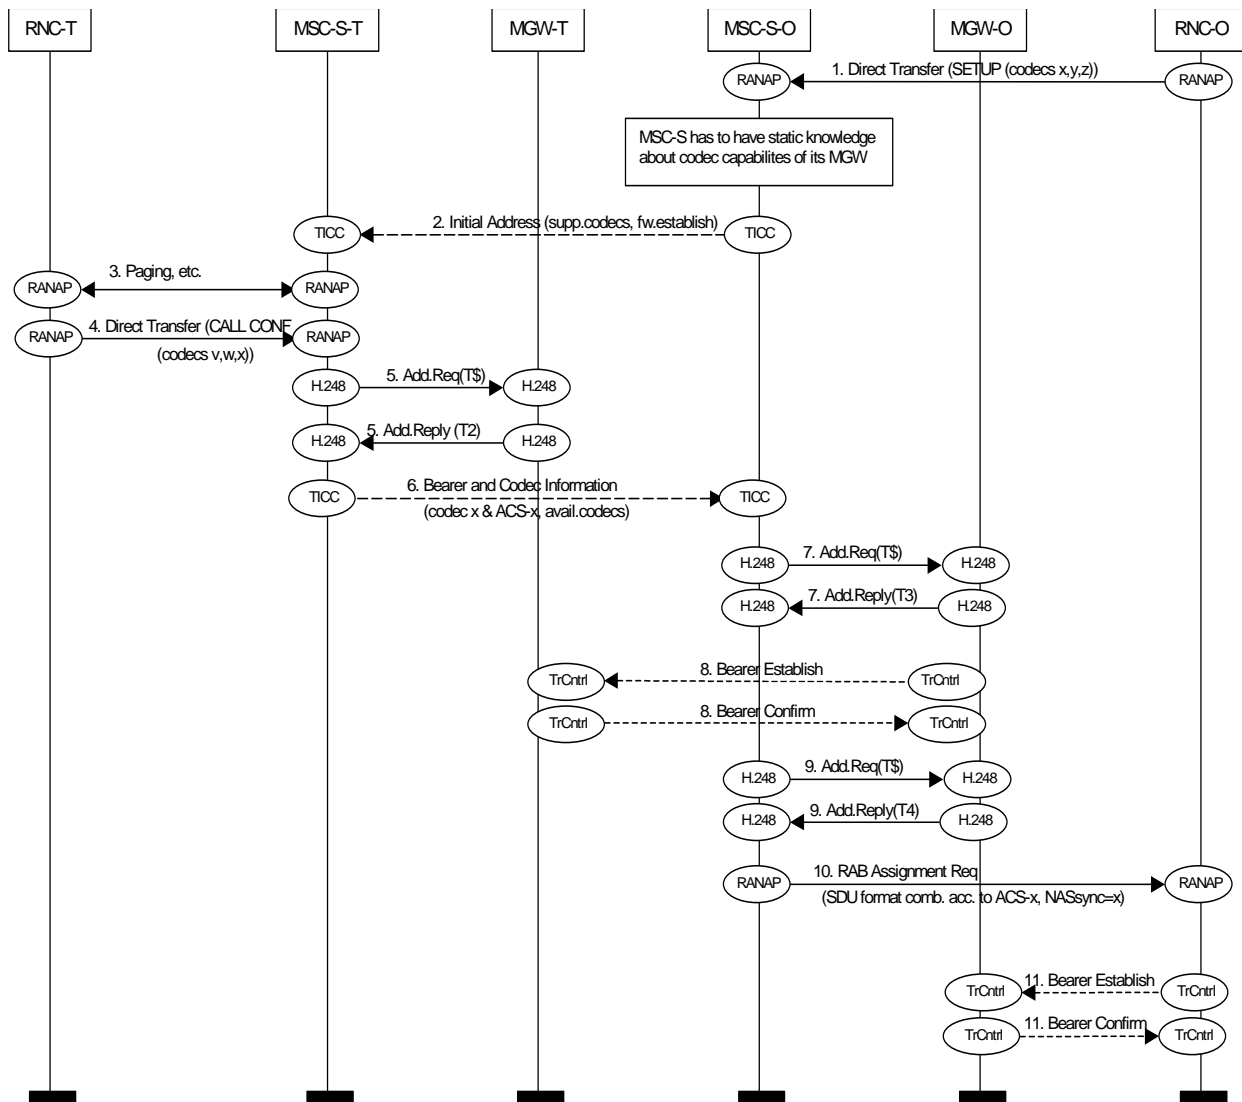 RNC-T
MSC-S-T
MGW-T
MSC-S-O
MGW-O
RNC-O
1. Direct Transfer (SETUP (codecs x,y,z))
RANAP
RANAP
MSC-S has to have static knowledge
about codec capabilites of its MGW
2. Initial Address (supp.codecs, fw.establish)
TICC
TICC
3. Paging, etc.
RANAP
RANAP
4. Direct Transfer (CALL CONF
RANAP
RANAP
(codecs v,w,x))
5. Add.Req(T$)
H.248
H.248
5. Add.Reply (T2)
H.248
H.248
6. Bearer and Codec Information
TICC
TICC
(codec x & ACS-x, avail.codecs)
7. Add.Req(T$)
H.248
H.248
7. Add.Reply(T3)
H.248
H.248
8. Bearer Establish
TrCntrl
TrCntrl
8. Bearer Confirm
TrCntrl
TrCntrl
9. Add.Req(T$)
H.248
H.248
9. Add.Reply(T4)
H.248
H.248
10. RAB Assignment Req
RANAP
RANAP
(SDU format comb. acc. to ACS-x, NASsync=x)
11. Bearer Establish
TrCntrl
TrCntrl
11. Bearer Confirm
TrCntrl
TrCntrl